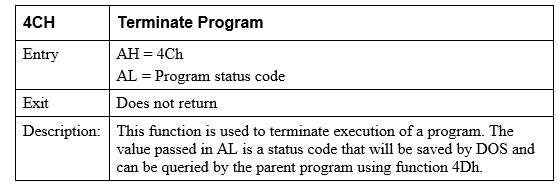 4CH Terminate Program
Entry AH = 4Ch
AL = Program status code
Exit Does not return
Description: This function is used to terminate execution of a program. The
value passed in AL is a status code that will be saved by DOS and
can be queried by the parent program using function 4Dh.